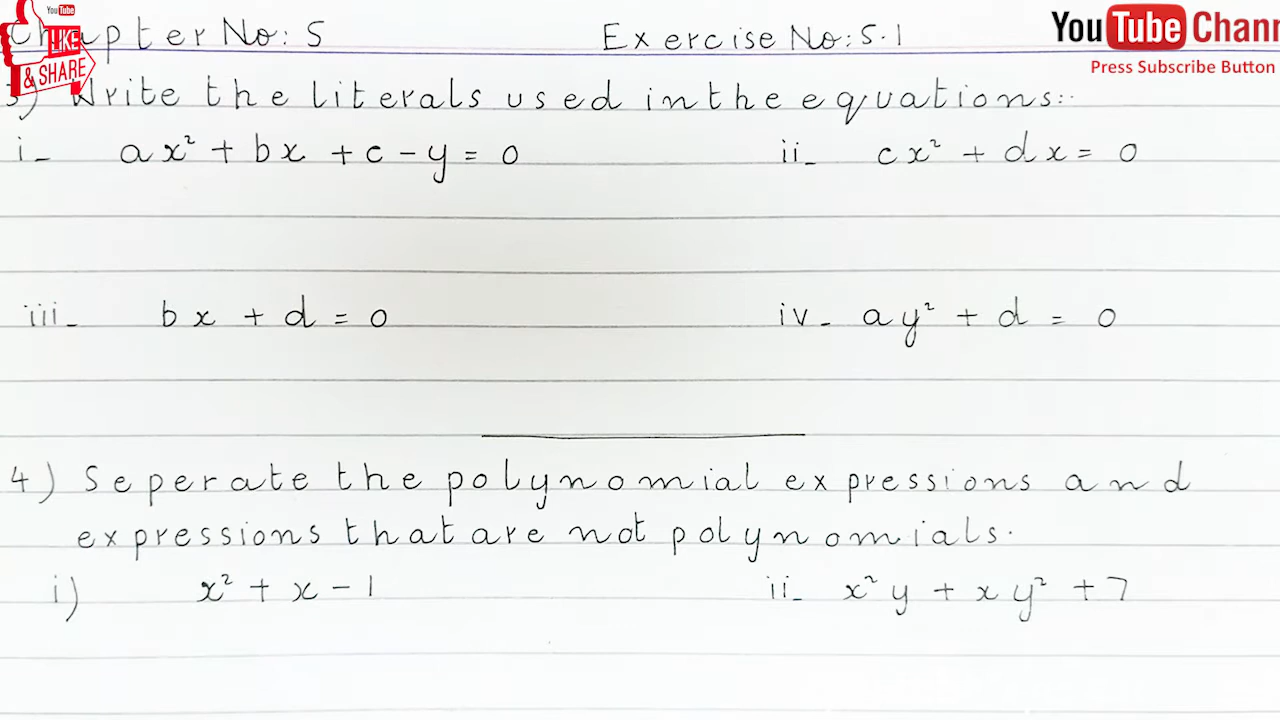 YouTube
LIKE
& SHARE
Chapter No: 5 Exercise No: 5.1
YouTube Chann
Press Subscribe Button
3) Write the literals used in the equations:-
i- ax² + bx + c - y = 0 ii- cx² + dx = 0
iii- bx + d = 0 iv- ay² + d = 0
4) Seperate the polynomial expressions and
expressions that are not polynomials.
i) x² + x - 1 ii- x²y + xy² + 7